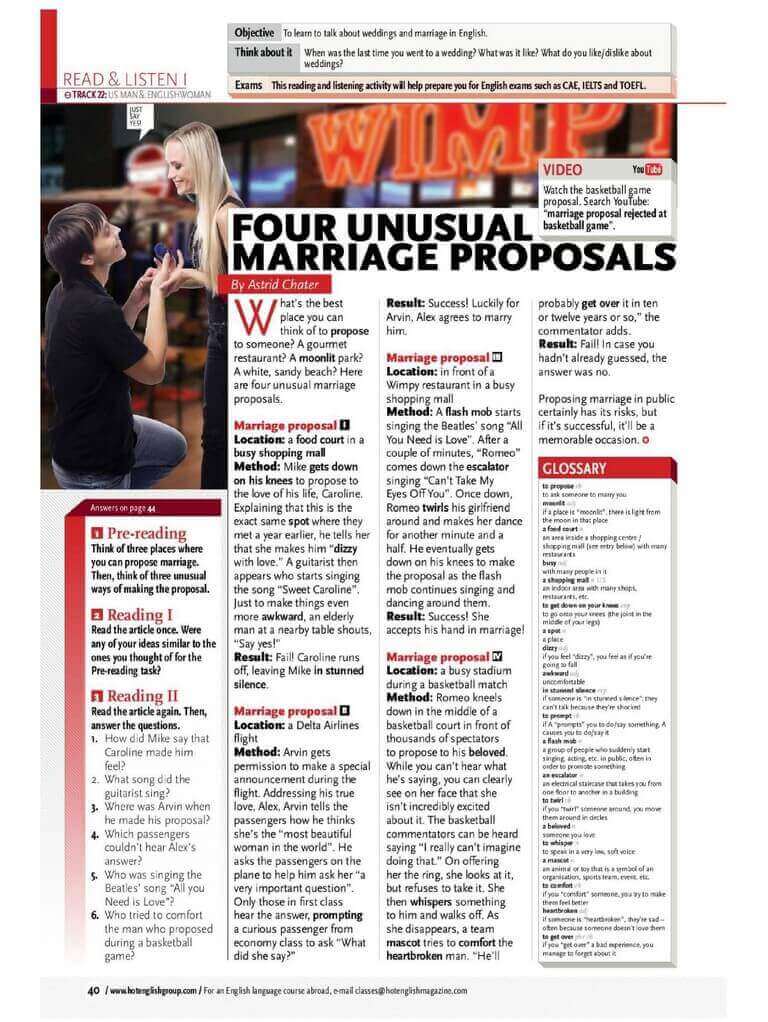 READ & LISTEN I
TRACK 22: US MAN & ENGLISHWOMAN
Objective To learn to talk about weddings and marriage in English.
Think about it When was the last time you went to a wedding? What was it like? What do you like/dislike about
weddings?
Exams This reading and listening activity will help prepare you for English exams such as CAE, IELTS and TOEFL.
JUST
SAY
YES!
WIMP
VIDEO YouTube
Watch the basketball game
proposal. Search YouTube:
"marriage proposal rejected at
basketball game".
FOUR UNUSUAL
MARRIAGE PROPOSALS
By Astrid Chater
What's the best
place you can
think of to propose
to someone? A gourmet
restaurant? A moonlit park?
A white, sandy beach? Here
are four unusual marriage
proposals.
Marriage proposal I
Location: a food court in a
busy shopping mall
Method: Mike gets down
on his knees to propose to
the love of his life, Caroline.
Explaining that this is the
exact same spot where they
met a year earlier, he tells her
that she makes him "dizzy
with love." A guitarist then
appears who starts singing
the song "Sweet Caroline".
Just to make things even
more awkward, an elderly
man at a nearby table shouts,
"Say yes!"
Result: Fail! Caroline runs
off, leaving Mike in stunned
silence.
Marriage proposal II
Location: a Delta Airlines
flight
Method: Arvin gets
permission to make a special
announcement during the
flight. Addressing his true
love, Alex, Arvin tells the
passengers how he thinks
she's the "most beautiful
woman in the world". He
asks the passengers on the
plane to help him ask her "a
very important question".
Only those in first class
hear the answer, prompting
a curious passenger from
economy class to ask "What
did she say?"
Result: Success! Luckily for
Arvin, Alex agrees to marry
him.
Marriage proposal III
Location: in front of a
Wimpy restaurant in a busy
shopping mall
Method: A flash mob starts
singing the Beatles' song "All
You Need is Love". After a
couple of minutes, "Romeo"
comes down the escalator
singing "Can't Take My
Eyes Off You". Once down,
Romeo twirls his girlfriend
around and makes her dance
for another minute and a
half. He eventually gets
down on his knees to make
the proposal as the flash
mob continues singing and
dancing around them.
Result: Success! She
accepts his hand in marriage!
Marriage proposal IV
Location: a busy stadium
during a basketball match
Method: Romeo kneels
down in the middle of a
basketball court in front of
thousands of spectators
to propose to his beloved.
While you can't hear what
he's saying, you can clearly
see on her face that she
isn't incredibly excited
about it. The basketball
commentators can be heard
saying "I really can't imagine
doing that." On offering
her the ring, she looks at it,
but refuses to take it. She
then whispers something
to him and walks off. As
she disappears, a team
mascot tries to comfort the
heartbroken man. "He'll
probably get over it in ten
or twelve years or so," the
commentator adds.
Result: Fail! In case you
hadn't already guessed, the
answer was no.
Proposing marriage in public
certainly has its risks, but
if it's successful, it'll be a
memorable occasion.
GLOSSARY
to propose vb
to ask someone to marry you
moonlit adj
if a place is "moonlit", there is light from
the moon in that place
a food court n
an area inside a shopping centre /
shopping mall (see entry below) with many
restaurants
busy adj
with many people in it
a shopping mall n US
an indoor area with many shops,
restaurants, etc.
to get down on your knees exp
to go onto your knees (the joint in the
middle of your legs)
a spot n
a place
dizzy adj
if you feel "dizzy", you feel as if you're
going to fall
awkward adj
uncomfortable
in stunned silence exp
if someone is "in stunned silence", they
can't talk because they're shocked
to prompt vb
if A "prompts" you to do/say something, A
causes you to do/say it
a flash mob n
a group of people who suddenly start
singing, acting, etc. in public, often in
order to promote something
an escalator n
an electrical staircase that takes you from
one floor to another in a building
to twirl vb
if you "twirl" someone around, you move
them around in circles
a beloved n
someone you love
to whisper vb
to speak in a very low, soft voice
a mascot n
an animal or toy that is a symbol of an
organisation, sports team, event, etc.
to comfort vb
if you "comfort" someone, you try to make
them feel better
heartbroken adj
if someone is "heartbroken", they're sad –
often because someone doesn't love them
to get over phr vb
if you "get over" a bad experience, you
manage to forget about it
Answers on page 44
1 Pre-reading
Think of three places where
you can propose marriage.
Then, think of three unusual
ways of making the proposal.
2 Reading I
Read the article once. Were
any of your ideas similar to the
ones you thought of for the
Pre-reading task?
3 Reading II
Read the article again. Then,
answer the questions.
1. How did Mike say that
Caroline made him
feel?
2. What song did the
guitarist sing?
3. Where was Arvin when
he made his proposal?
4. Which passengers
couldn't hear Alex's
answer?
5. Who was singing the
Beatles' song "All you
Need is Love"?
6. Who tried to comfort
the man who proposed
during a basketball
game?
40 / www.hotenglishgroup.com / For an English language course abroad, e-mail classes@hotenglishmagazine.com